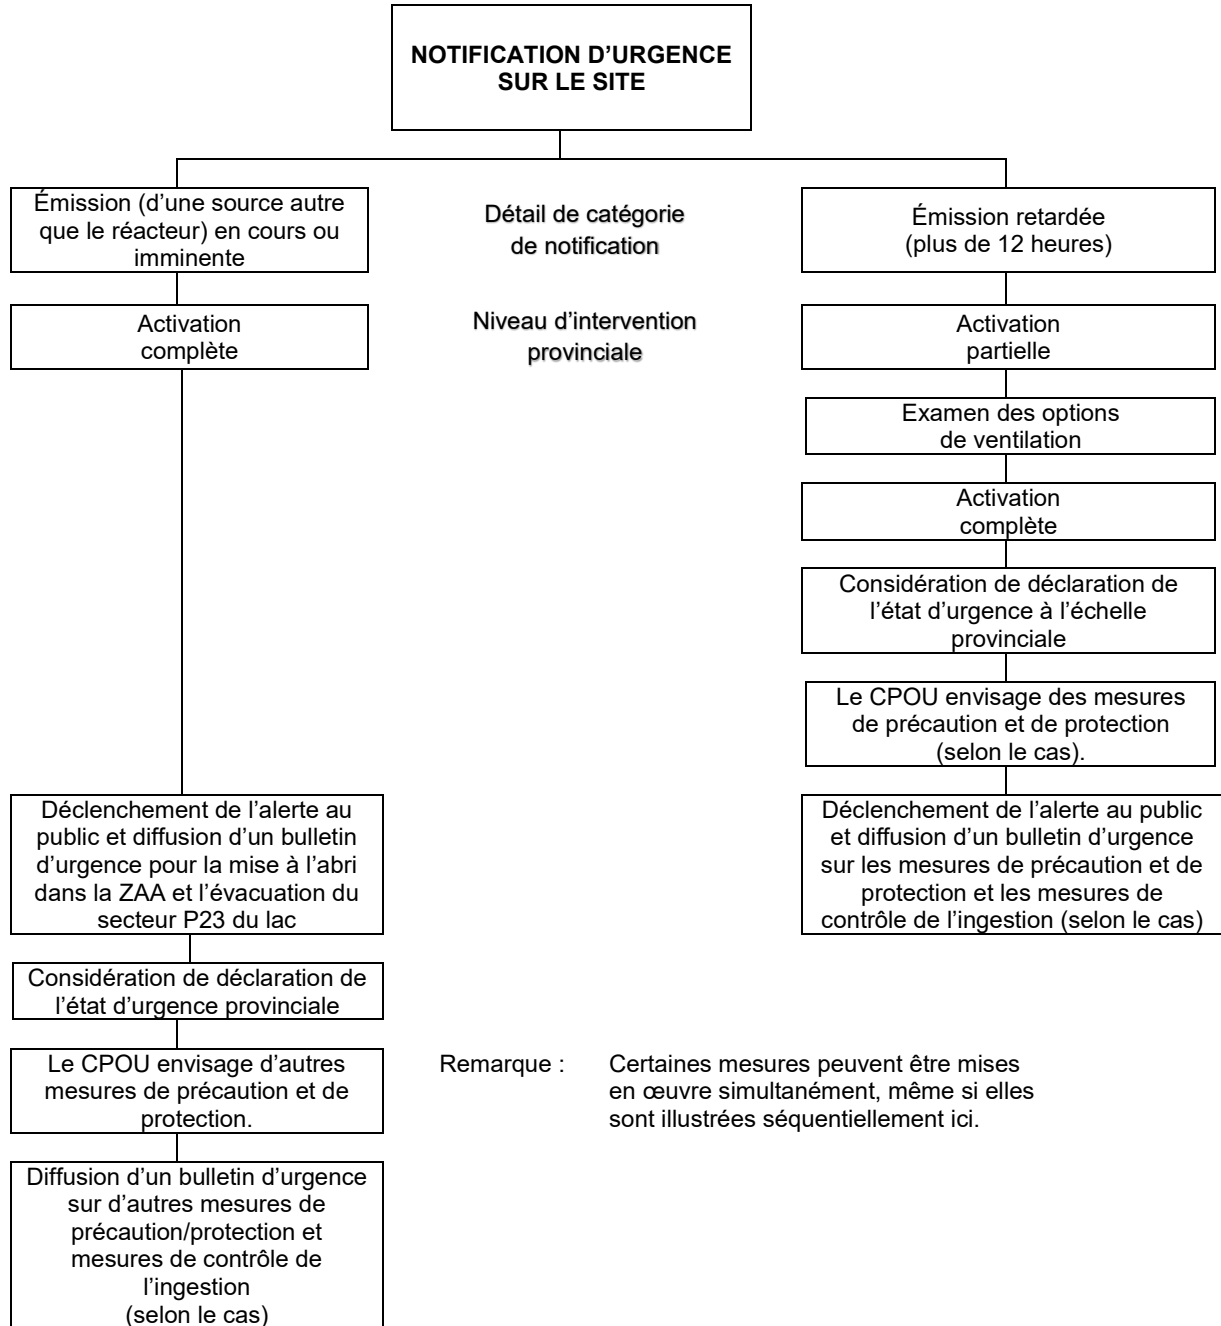 NOTIFICATION D’URGENCE
SUR LE SITE
Émission (d’une source autre
que le réacteur) en cours ou
imminente
Détail de catégorie
de notification
Émission retardée
(plus de 12 heures)
Activation
complète
Niveau d’intervention
provinciale
Activation
partielle
Examen des options
de ventilation
Activation
complète
Considération de déclaration de
l’état d’urgence à l’échelle
provinciale
Le CPOU envisage des mesures
de précaution et de protection
(selon le cas).
Déclenchement de l’alerte au
public et diffusion d’un bulletin
d’urgence pour la mise à l’abri
dans la ZAA et l’évacuation du
secteur P23 du lac
Déclenchement de l’alerte au public
et diffusion d’un bulletin d’urgence
sur les mesures de précaution et de
protection et les mesures de
contrôle de l’ingestion (selon le cas)
Considération de déclaration de
l’état d’urgence provinciale
Le CPOU envisage d’autres
mesures de précaution et de
protection.
Remarque : Certaines mesures peuvent être mises
en œuvre simultanément, même si elles
sont illustrées séquentiellement ici.
Diffusion d’un bulletin d’urgence
sur d’autres mesures de
précaution/protection et
mesures de contrôle de
l’ingestion
(selon le cas)